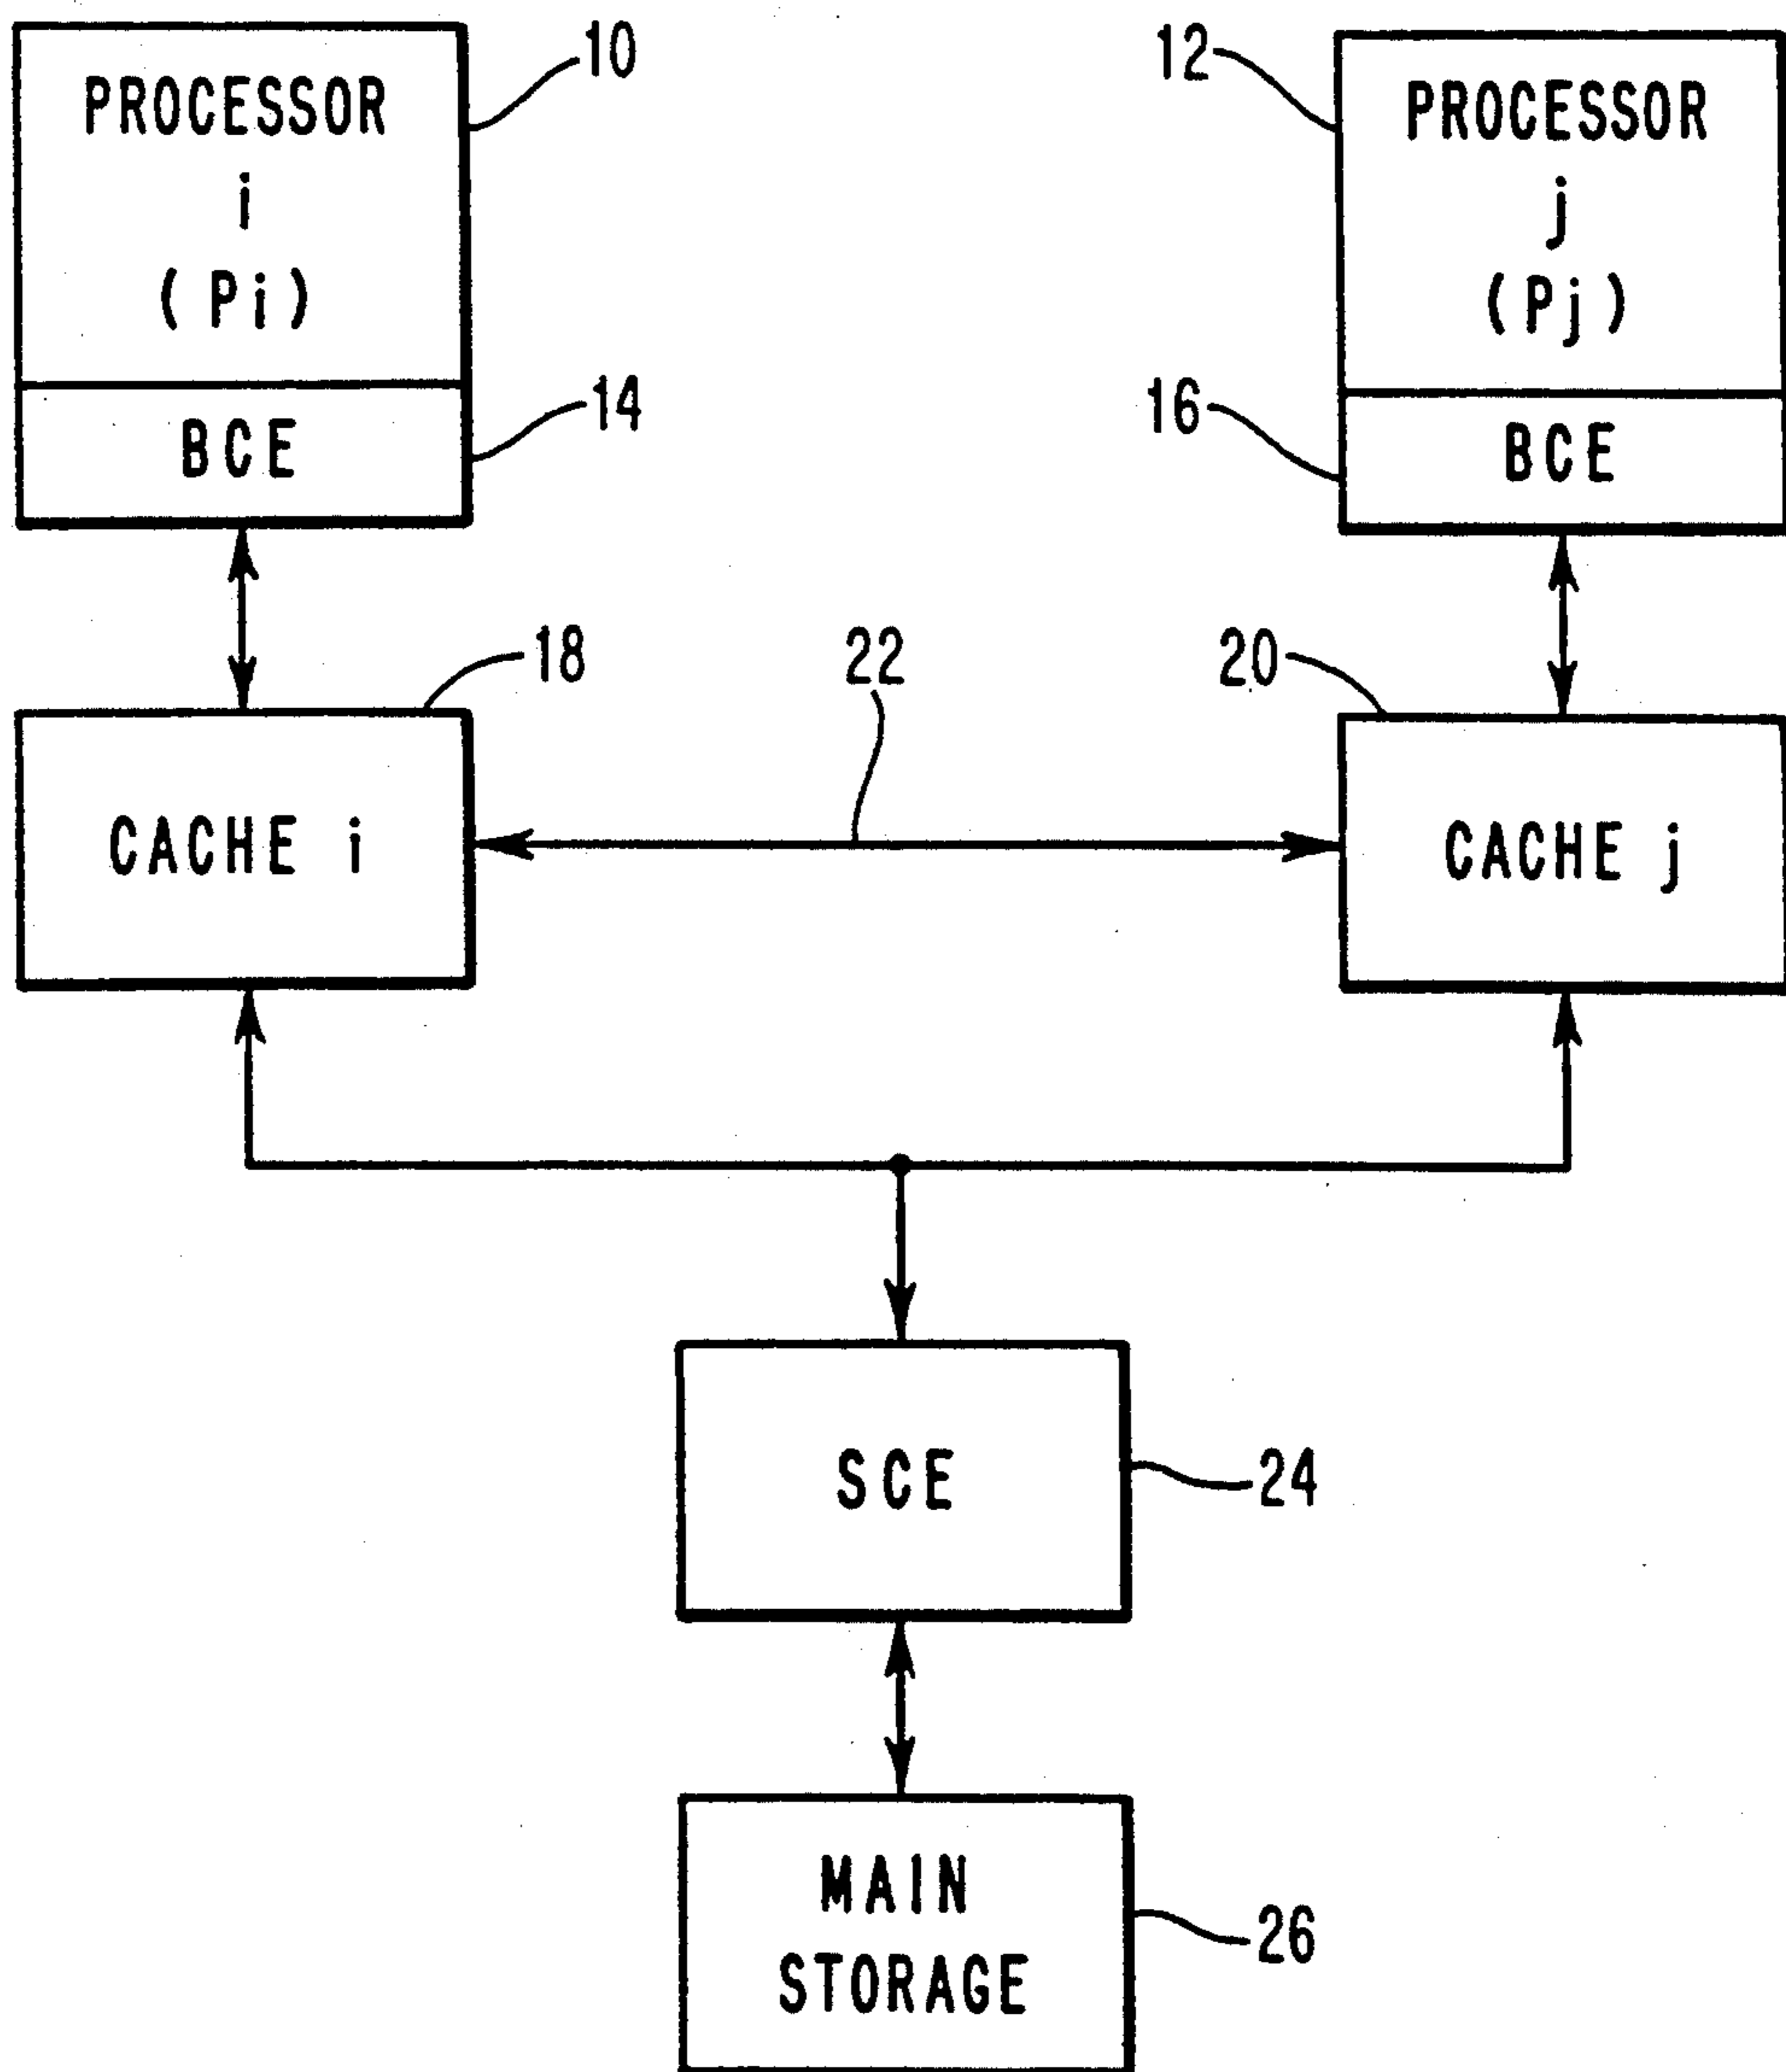 PROCESSOR
i
(Pi)
10
12
PROCESSOR
j
(Pj)
BCE
14
16
BCE
18
22
20
CACHE i
CACHE j
SCE
24
MAIN
STORAGE
26